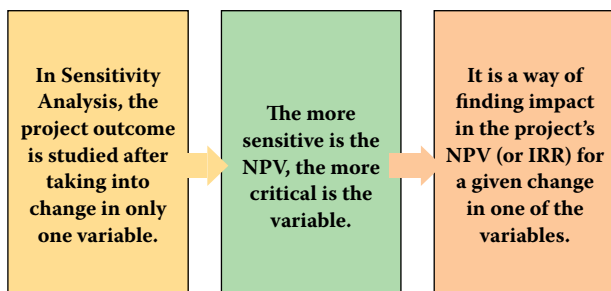 In Sensitivity
Analysis, the
project outcome
is studied after
taking into
change in only
one variable.
The more
sensitive is the
NPV, the more
critical is the
variable.
It is a way of
finding impact
in the project's
NPV (or IRR) for
a given change
in one of the
variables.